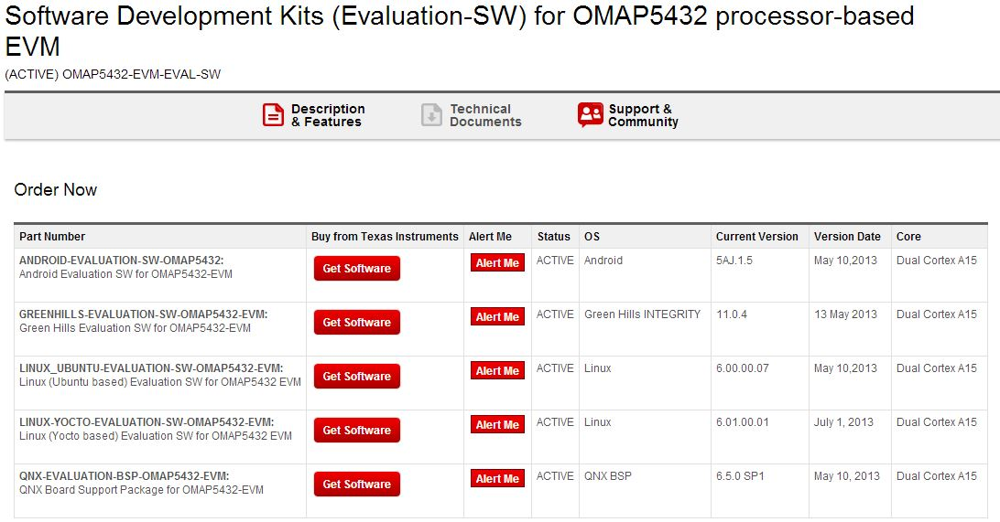 Software Development Kits (Evaluation-SW) for OMAP5432 processor-based
EVM
(ACTIVE) OMAP5432-EVM-EVAL-SW
Description
& Features
Technical
Documents
Support &
Community
Order Now
Part Number Buy from Texas Instruments Alert Me Status OS Current Version Version Date Core
ANDROID-EVALUATION-SW-OMAP5432:
Android Evaluation SW for OMAP5432-EVM
Get Software Alert Me ACTIVE Android 5AJ.1.5 May 10,2013 Dual Cortex A15
GREENHILLS-EVALUATION-SW-OMAP5432-EVM:
Green Hills Evaluation SW for OMAP5432-EVM
Get Software Alert Me ACTIVE Green Hills INTEGRITY 11.0.4 13 May 2013 Dual Cortex A15
LINUX_UBUNTU-EVALUATION-SW-OMAP5432-EVM:
Linux (Ubuntu based) Evaluation SW for OMAP5432 EVM
Get Software Alert Me ACTIVE Linux 6.00.00.07 May 10,2013 Dual Cortex A15
LINUX-YOCTO-EVALUATION-SW-OMAP5432-EVM:
Linux (Yocto based) Evaluation SW for OMAP5432 EVM
Get Software Alert Me ACTIVE Linux 6.01.00.01 July 1, 2013 Dual Cortex A15
QNX-EVALUATION-BSP-OMAP5432-EVM:
QNX Board Support Package for OMAP5432-EVM
Get Software Alert Me ACTIVE QNX BSP 6.5.0 SP1 May 10, 2013 Dual Cortex A15